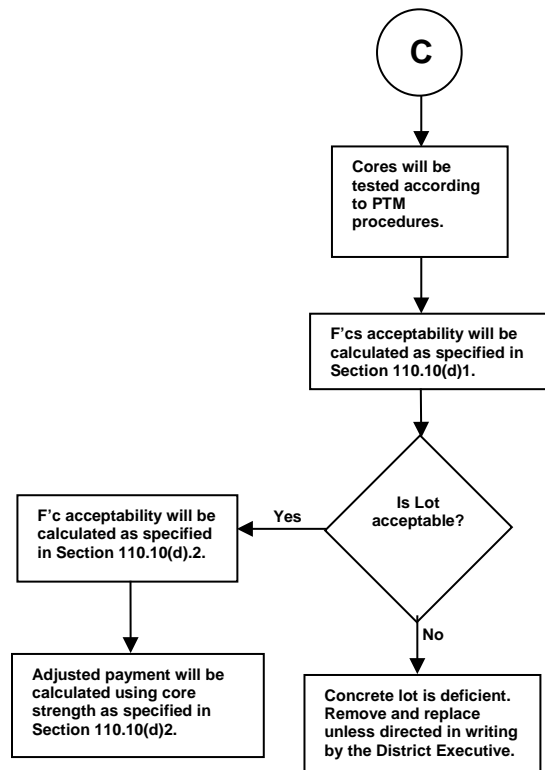 C
Cores will be
tested according
to PTM
procedures.
F'cs acceptability will be
calculated as specified in
Section 110.10(d)1.
Is Lot
acceptable?
Yes
F'c acceptability will be
calculated as specified
in Section 110.10(d).2.
No
Adjusted payment will be
calculated using core
strength as specified in
Section 110.10(d)2.
Concrete lot is deficient.
Remove and replace
unless directed in writing
by the District Executive.